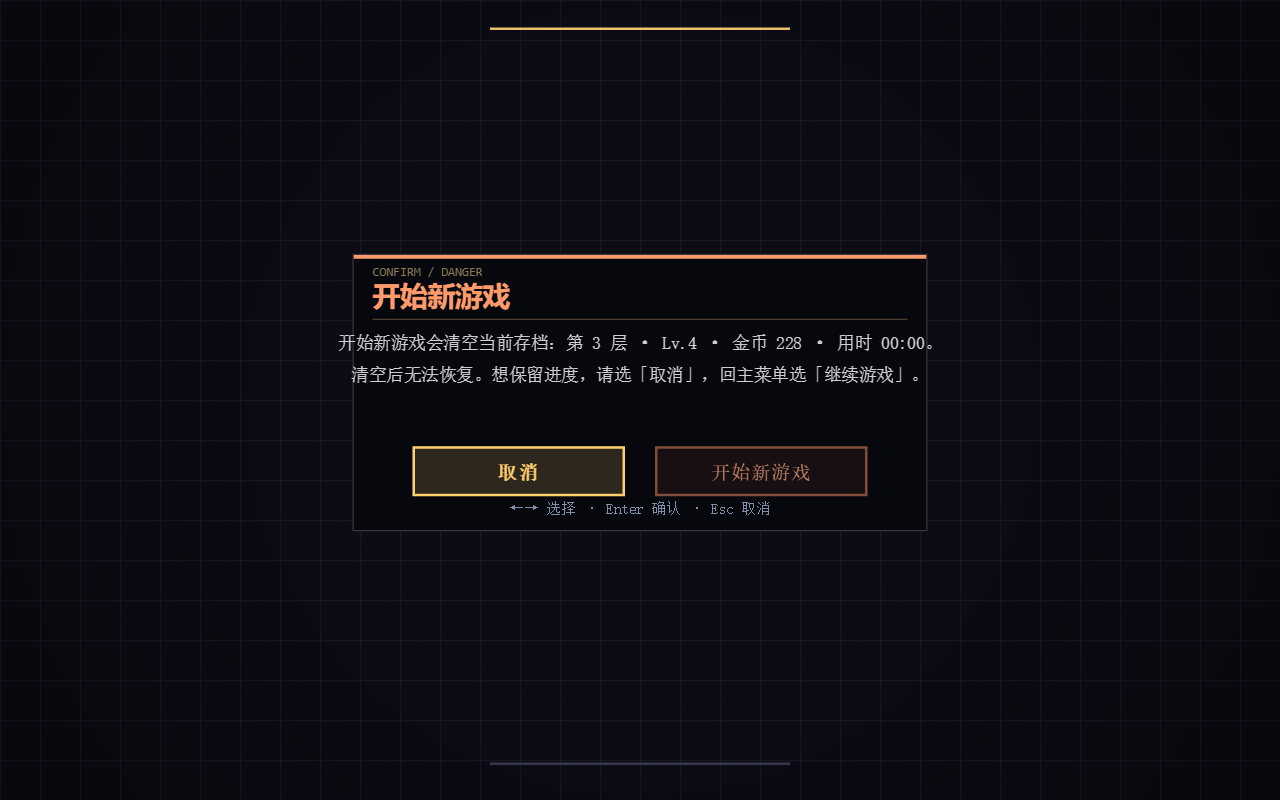 CONFIRM / DANGER
开始新游戏
开始新游戏会清空当前存档：第 3 层 • Lv.4 • 金币 228 • 用时 00:00。
清空后无法恢复。想保留进度，请选「取消」，回主菜单选「继续游戏」。
取消
开始新游戏
←→ 选择 · Enter 确认 · Esc 取消